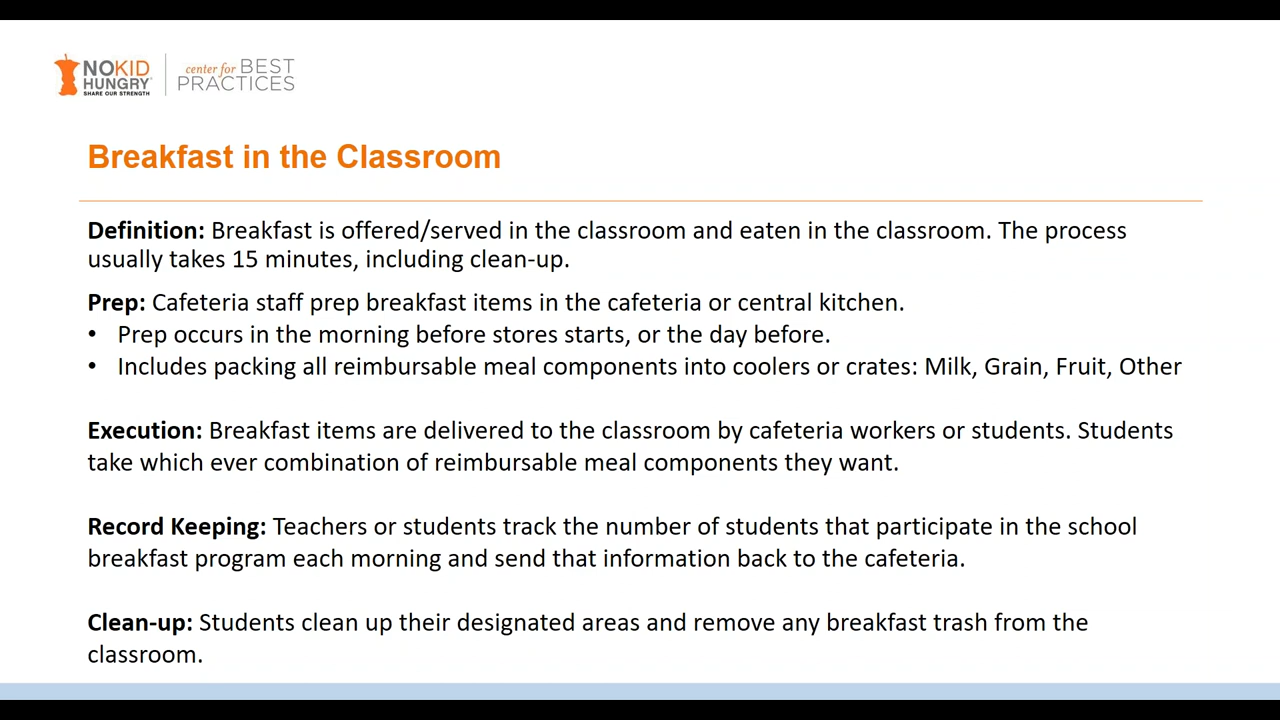 NOKID
HUNGRY
SHARE OUR STRENGTH
center for BEST
PRACTICES
Breakfast in the Classroom
Definition: Breakfast is offered/served in the classroom and eaten in the classroom. The process
usually takes 15 minutes, including clean-up.
Prep: Cafeteria staff prep breakfast items in the cafeteria or central kitchen.
• Prep occurs in the morning before stores starts, or the day before.
• Includes packing all reimbursable meal components into coolers or crates: Milk, Grain, Fruit, Other
Execution: Breakfast items are delivered to the classroom by cafeteria workers or students. Students
take which ever combination of reimbursable meal components they want.
Record Keeping: Teachers or students track the number of students that participate in the school
breakfast program each morning and send that information back to the cafeteria.
Clean-up: Students clean up their designated areas and remove any breakfast trash from the
classroom.